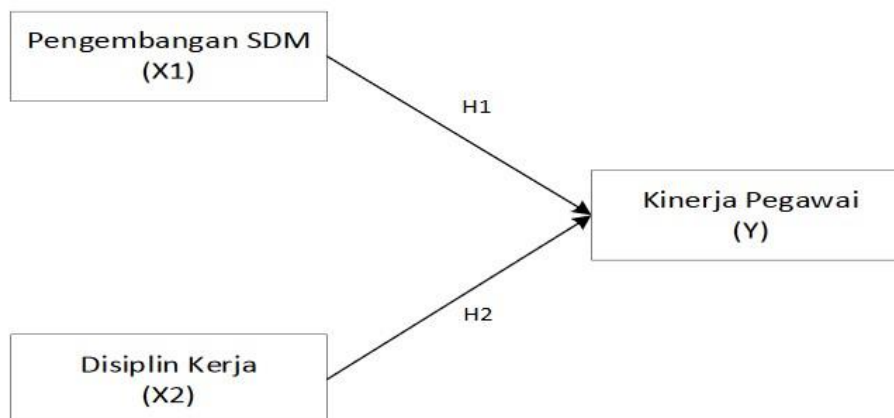 Pengembangan SDM
(X1)
H1
Kinerja Pegawai
(Y)
H2
Disiplin Kerja
(X2)